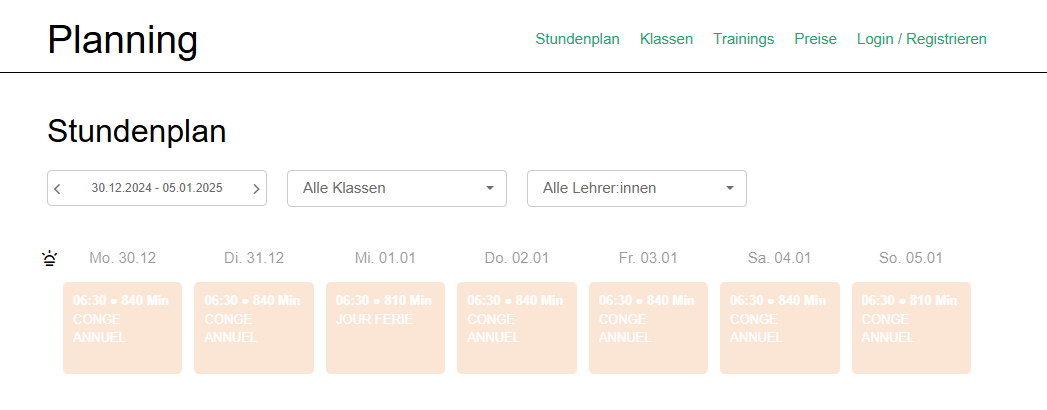 Planning
Stundenplan Klassen Trainings Preise Login / Registrieren
Stundenplan
30.12.2024 - 05.01.2025 Alle Klassen Alle Lehrer:innen
Mo. 30.12 Di. 31.12 Mi. 01.01 Do. 02.01 Fr. 03.01 Sa. 04.01 So. 05.01
06:30 ● 840 Min
CONGE
ANNUEL
06:30 ● 840 Min
CONGE
ANNUEL
06:30 ● 810 Min
JOUR FERIE
06:30 ● 840 Min
CONGE
ANNUEL
06:30 ● 840 Min
CONGE
ANNUEL
06:30 ● 840 Min
CONGE
ANNUEL
06:30 ● 810 Min
CONGE
ANNUEL